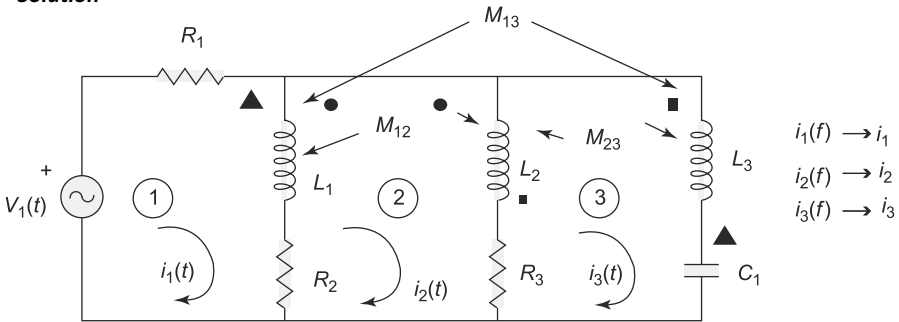 Solution
M13
R1
M12
M23
L1
L2
L3
i1(f) → i1
i2(f) → i2
i3(f) → i3
+
V1(t)
1
2
3
i1(t)
R2
i2(t)
R3
i3(t)
C1